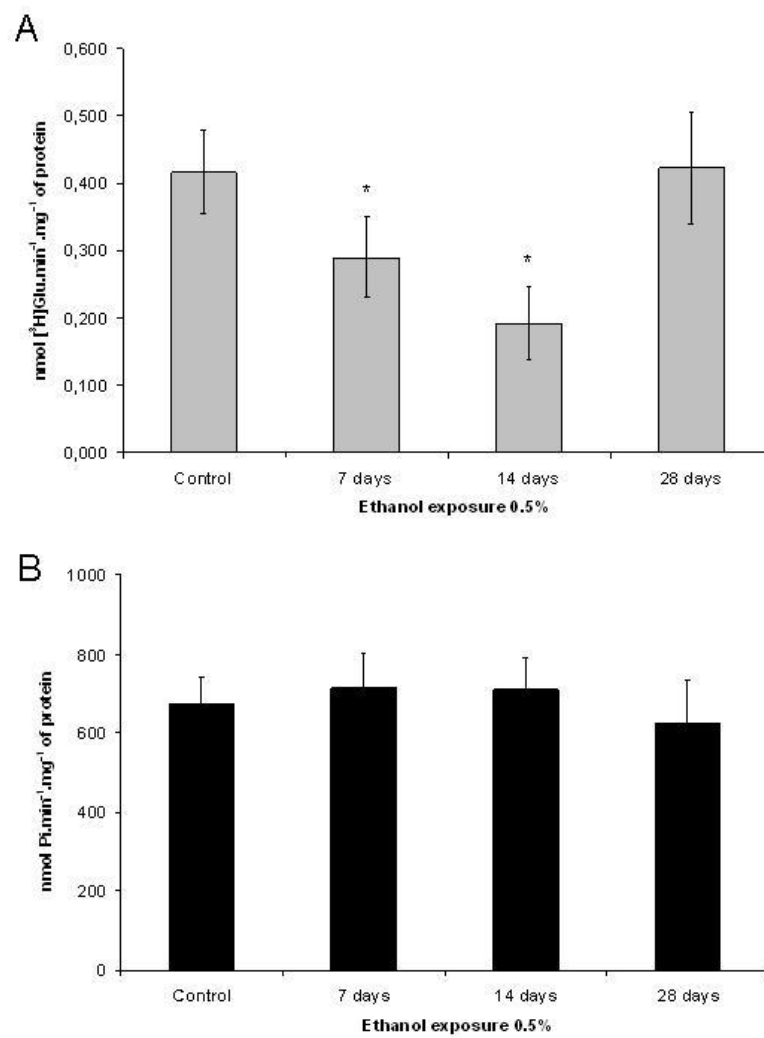 A
nmol [³H]Glu.min⁻¹.mg⁻¹ of protein
0,600
0,500
*
0,400
0,300
*
0,200
0,100
0,000
Control 7 days 14 days 28 days
Ethanol exposure 0.5%
B
nmol Pi.min⁻¹.mg⁻¹ of protein
1000
800
600
400
200
0
Control 7 days 14 days 28 days
Ethanol exposure 0.5%